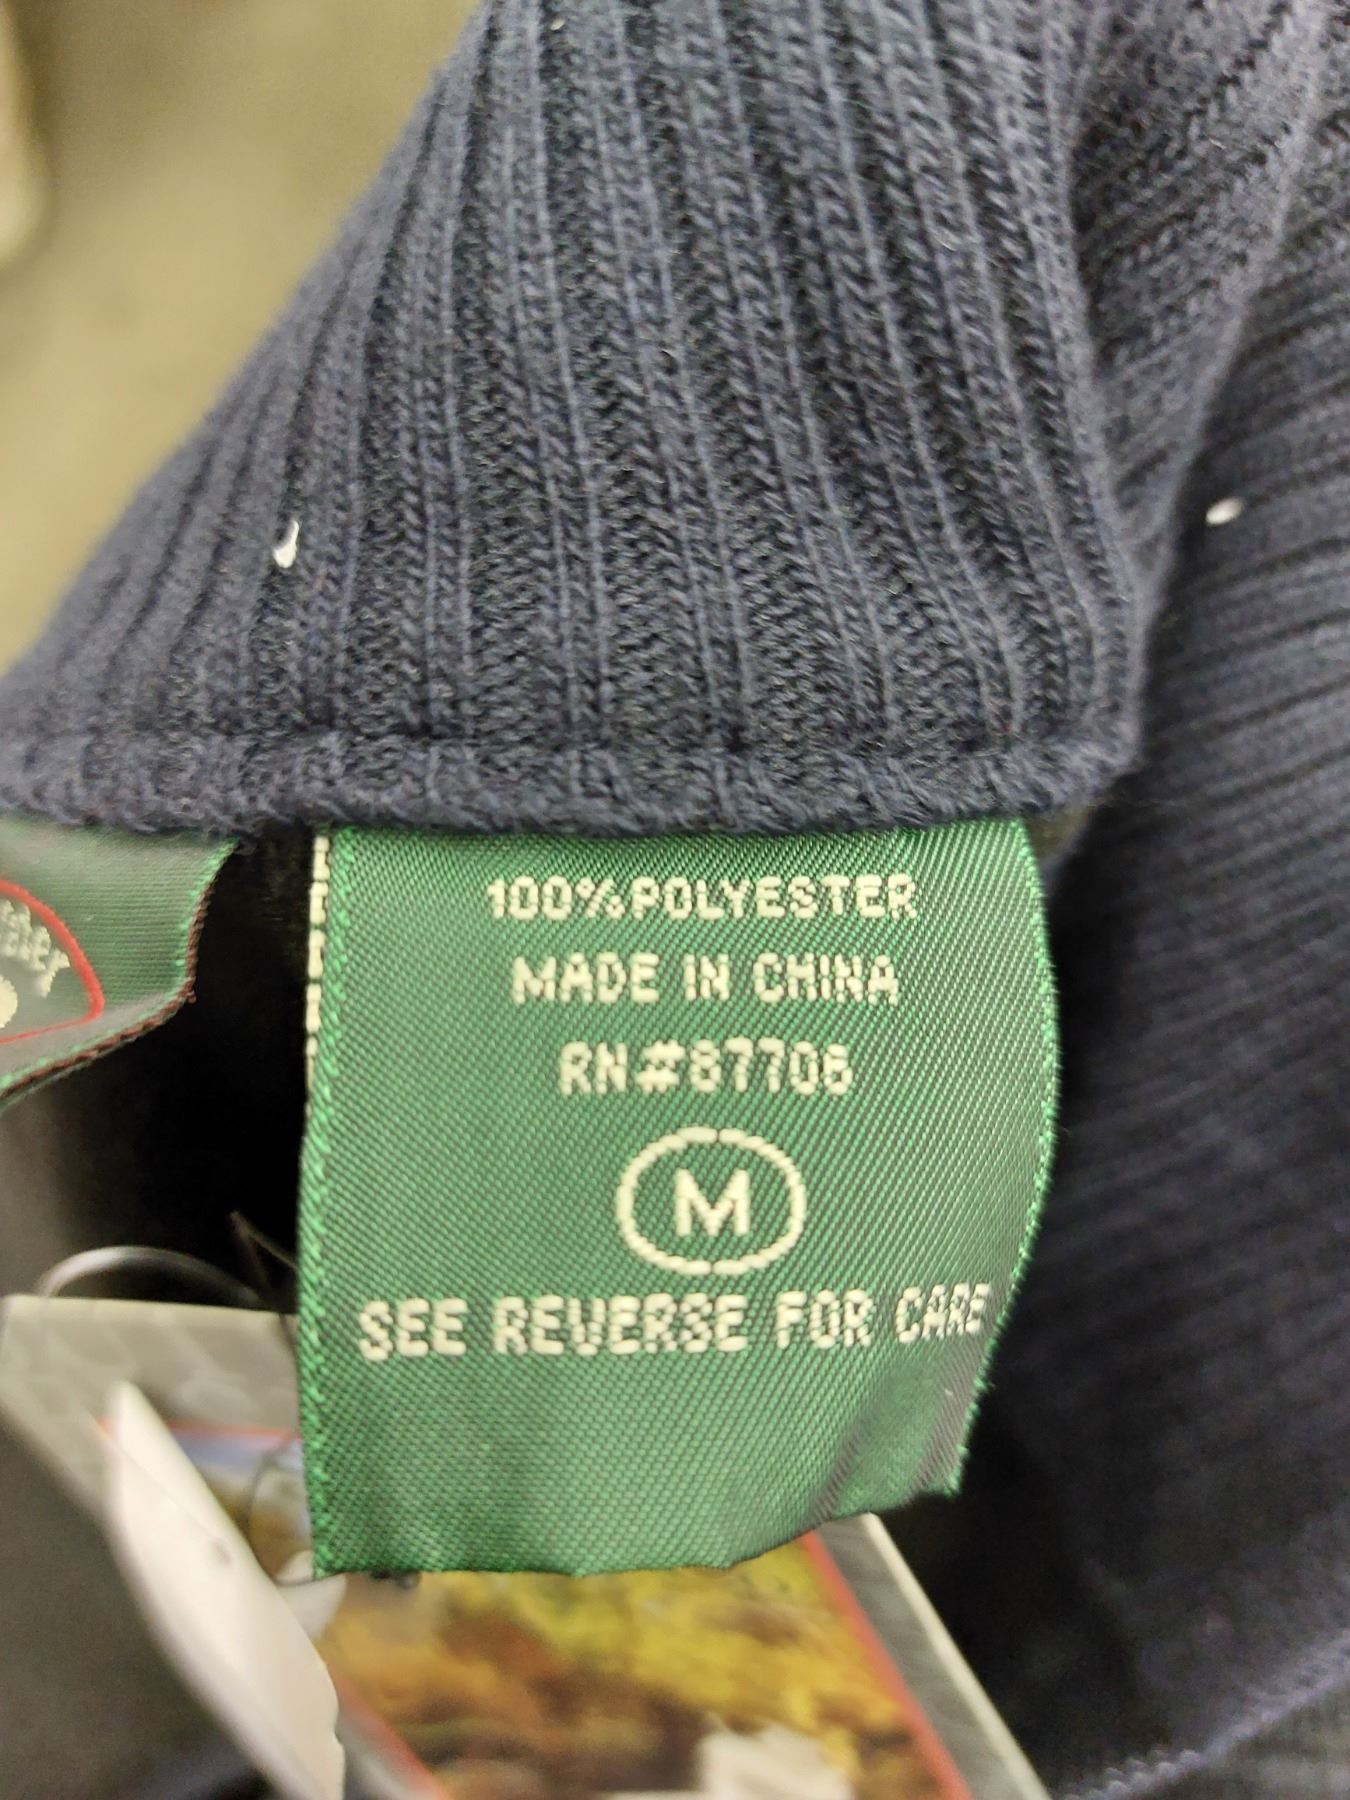 100%POLYESTER
MADE IN CHINA
RN#87706
M
SEE REVERSE FOR CARE